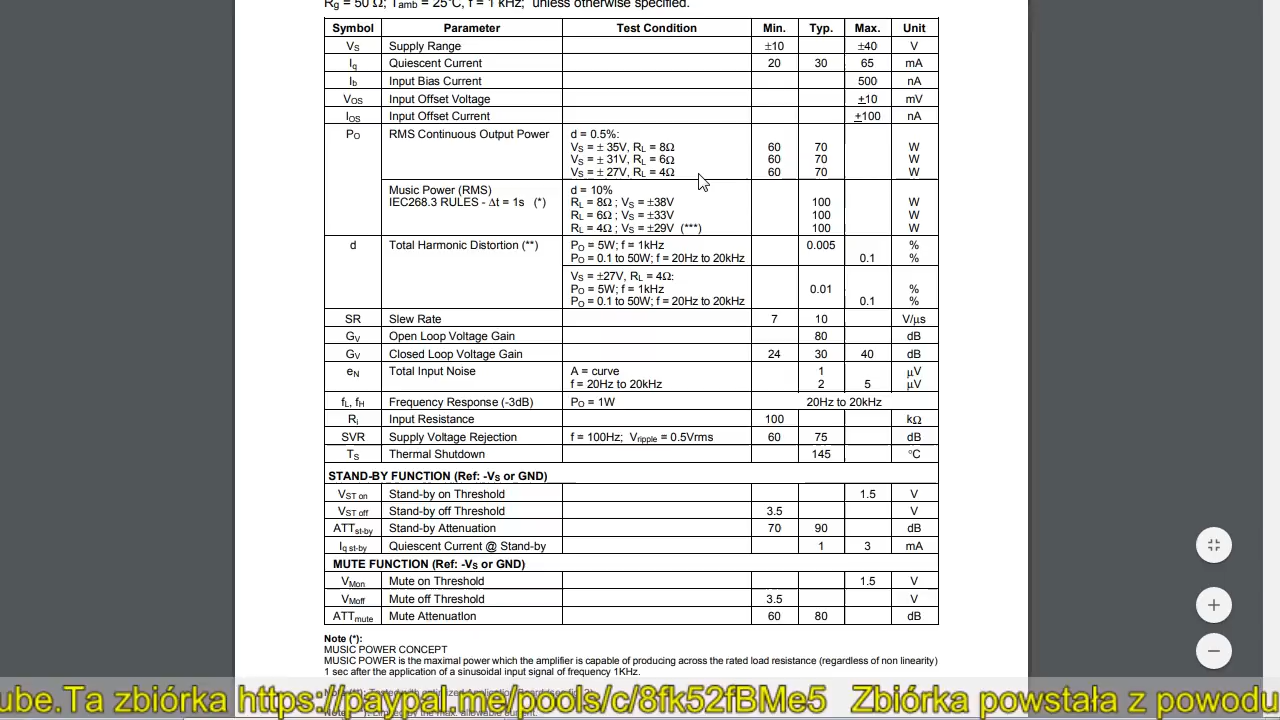 Rg = 50 Ω; Tamb = 25°C, f = 1 kHz; unless otherwise specified.
Symbol Parameter Test Condition Min. Typ. Max. Unit
VS Supply Range ±10 ±40 V
Iq Quiescent Current 20 30 65 mA
Ib Input Bias Current 500 nA
VOS Input Offset Voltage ±10 mV
IOS Input Offset Current ±100 nA
PO RMS Continuous Output Power d = 0.5%:
VS = ± 35V, RL = 8Ω 60 70 W
VS = ± 31V, RL = 6Ω 60 70 W
VS = ± 27V, RL = 4Ω 60 70 W
Music Power (RMS) d = 10%
IEC268.3 RULES - Δt = 1s (*) RL = 8Ω ; VS = ±38V 100 W
RL = 6Ω ; VS = ±33V 100 W
RL = 4Ω ; VS = ±29V (***) 100 W
d Total Harmonic Distortion (**) PO = 5W; f = 1kHz 0.005 %
PO = 0.1 to 50W; f = 20Hz to 20kHz 0.1 %
VS = ±27V, RL = 4Ω:
PO = 5W; f = 1kHz 0.01 %
PO = 0.1 to 50W; f = 20Hz to 20kHz 0.1 %
SR Slew Rate 7 10 V/µs
GV Open Loop Voltage Gain 80 dB
GV Closed Loop Voltage Gain 24 30 40 dB
eN Total Input Noise A = curve 1 µV
f = 20Hz to 20kHz 2 5 µV
fL, fH Frequency Response (-3dB) PO = 1W 20Hz to 20kHz
Ri Input Resistance 100 kΩ
SVR Supply Voltage Rejection f = 100Hz; Vripple = 0.5Vrms 60 75 dB
TS Thermal Shutdown 145 °C
STAND-BY FUNCTION (Ref: -VS or GND)
VST on Stand-by on Threshold 1.5 V
VST off Stand-by off Threshold 3.5 V
ATTst-by Stand-by Attenuation 70 90 dB
Iq st-by Quiescent Current @ Stand-by 1 3 mA
MUTE FUNCTION (Ref: -VS or GND)
VMon Mute on Threshold 1.5 V
VMoff Mute off Threshold 3.5 V
ATTmute Mute Attenuation 60 80 dB
Note (*):
MUSIC POWER CONCEPT
MUSIC POWER is the maximal power which the amplifier is capable of producing across the rated load resistance (regardless of non linearity)
1 sec after the application of a sinusoidal input signal of frequency 1KHz.
ube.Ta zbiórka https://paypal.me/pools/c/8fk52fBMe5 Zbiórka powstała z powodu